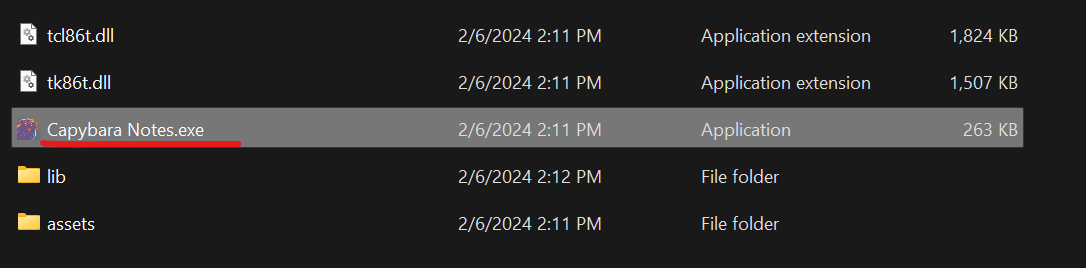 tcl86t.dll 2/6/2024 2:11 PM Application extension 1,824 KB
tk86t.dll 2/6/2024 2:11 PM Application extension 1,507 KB
Capybara Notes.exe 2/6/2024 2:11 PM Application 263 KB
lib 2/6/2024 2:12 PM File folder
assets 2/6/2024 2:11 PM File folder